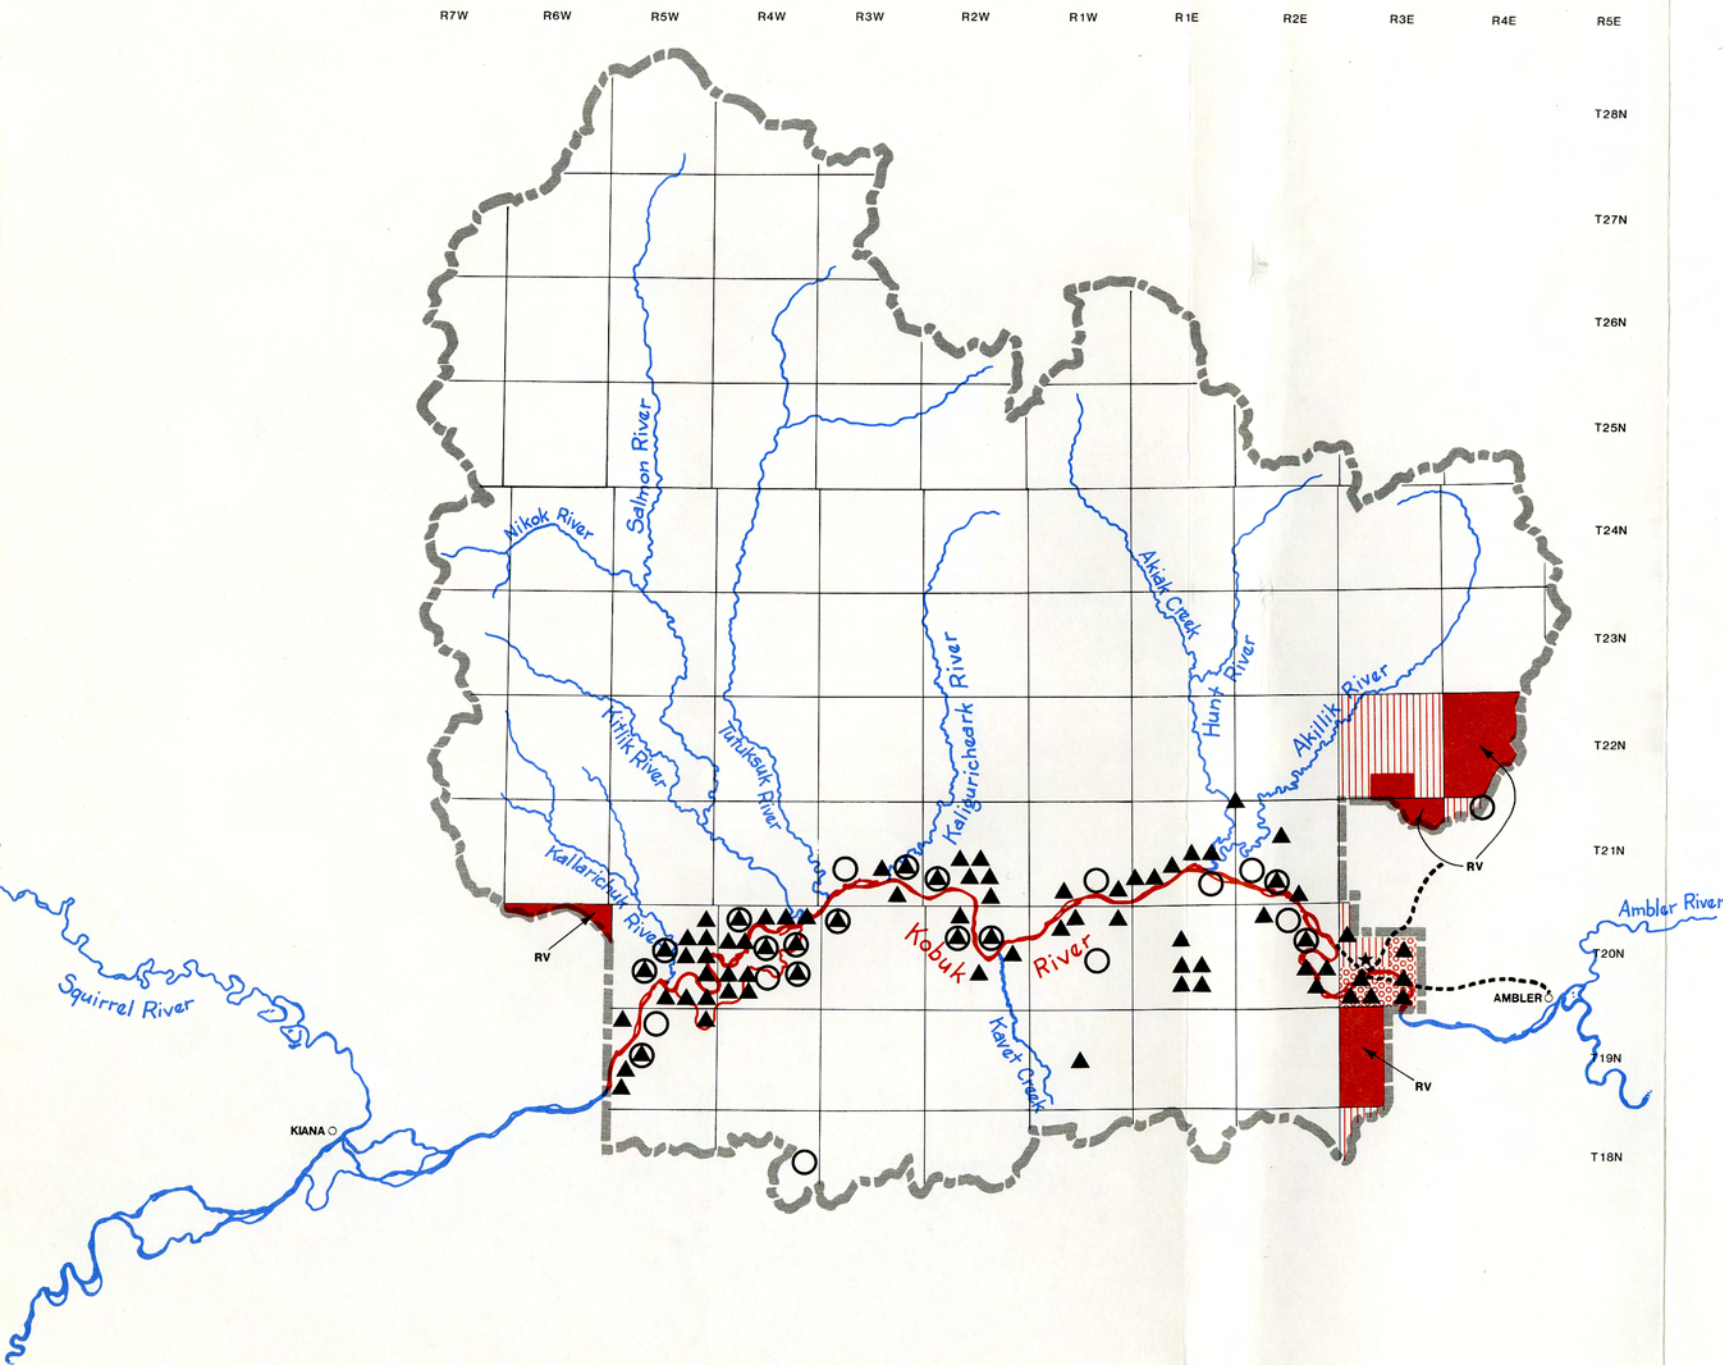 R7W R6W R5W R4W R3W R2W R1W R1E R2E R3E R4E R5E
T28N
T27N
T26N
T25N
Salmon River
Nikok River
T24N
Akiak Creek
T23N
Kaliguricheark River
Hunt River
Akillik River
Kitlik River
Tutuksuk River
T22N
Kallarichuk River
T21N
RV
Ambler River
RV
Kobuk River
T20N
Squirrel River
AMBLER
Kavet Creek
T19N
RV
KIANA
T18N